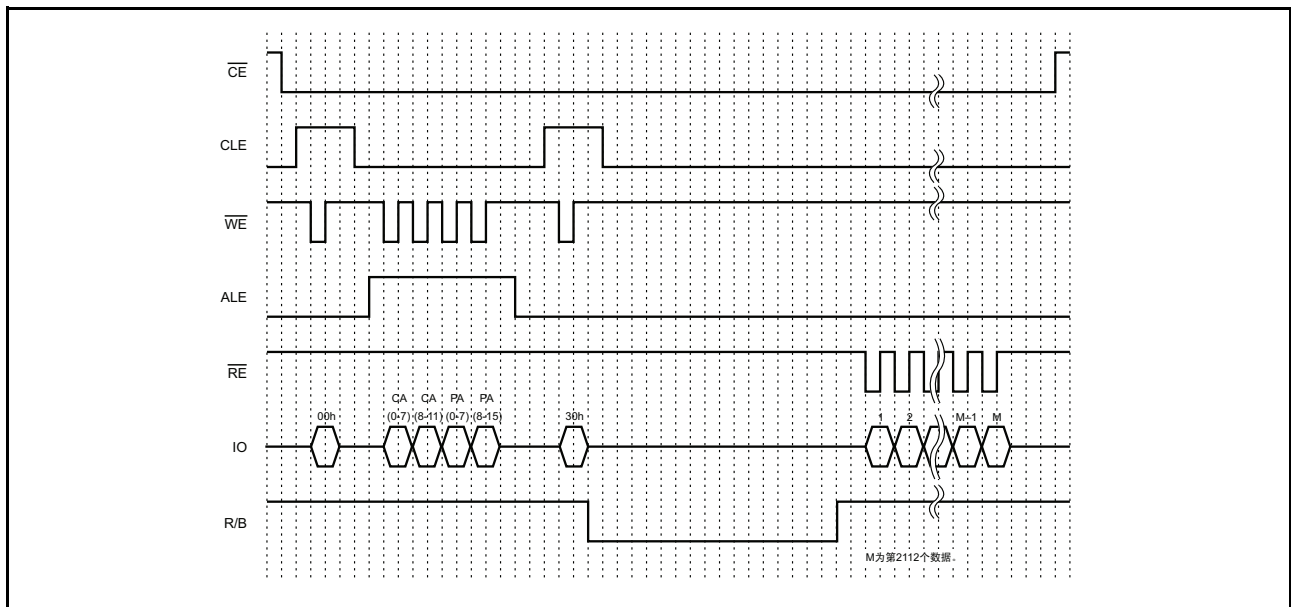 CE
CLE
WE
ALE
RE
CA CA PA PA
00h (0-7) (8-11) (0-7) (8-15) 30h 1 2 M-1 M
IO
R/B
M为第2112个数据。